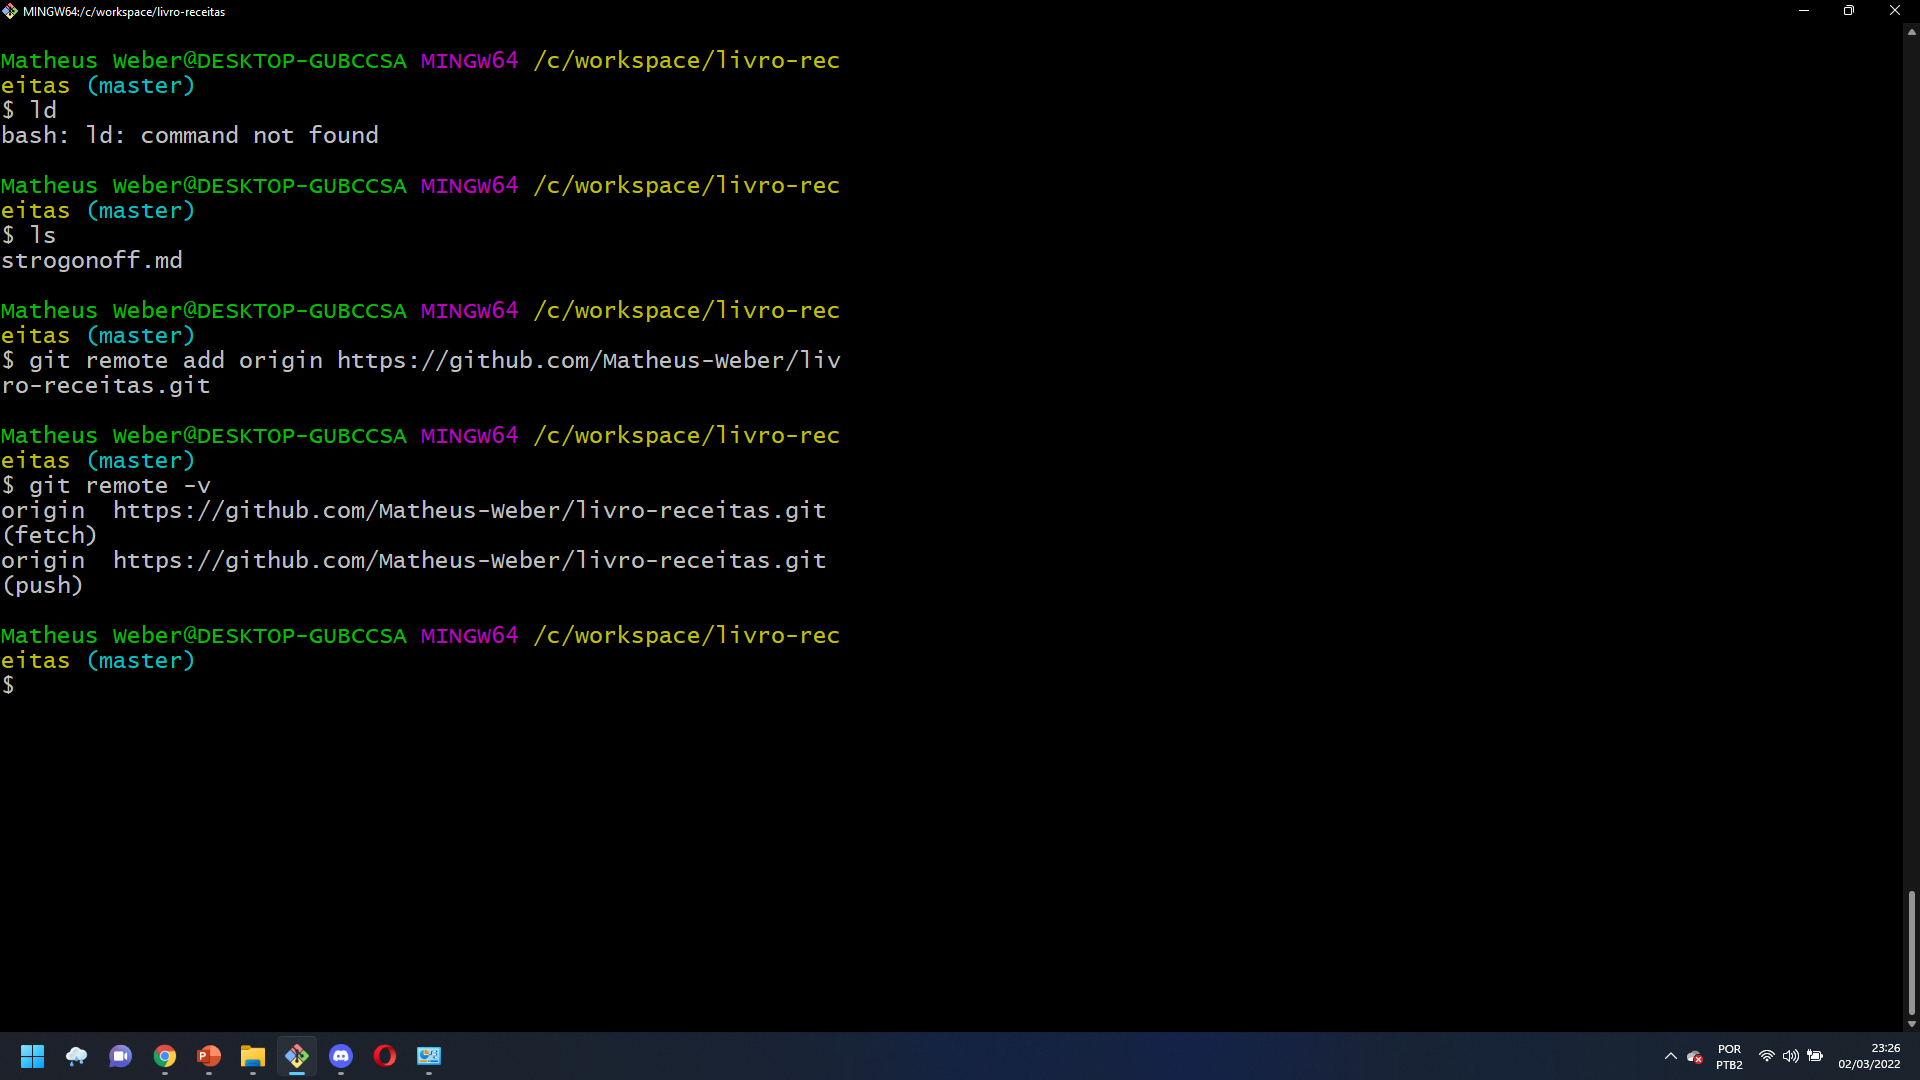 MINGW64:/c/workspace/livro-receitas
Matheus Weber@DESKTOP-GUBCCSA MINGW64 /c/workspace/livro-rec
eitas (master)
$ ld
bash: ld: command not found
Matheus Weber@DESKTOP-GUBCCSA MINGW64 /c/workspace/livro-rec
eitas (master)
$ ls
strogonoff.md
Matheus Weber@DESKTOP-GUBCCSA MINGW64 /c/workspace/livro-rec
eitas (master)
$ git remote add origin https://github.com/Matheus-Weber/liv
ro-receitas.git
Matheus Weber@DESKTOP-GUBCCSA MINGW64 /c/workspace/livro-rec
eitas (master)
$ git remote -v
origin  https://github.com/Matheus-Weber/livro-receitas.git
(fetch)
origin  https://github.com/Matheus-Weber/livro-receitas.git
(push)
Matheus Weber@DESKTOP-GUBCCSA MINGW64 /c/workspace/livro-rec
eitas (master)
$
POR
PTB2
23:26
02/03/2022